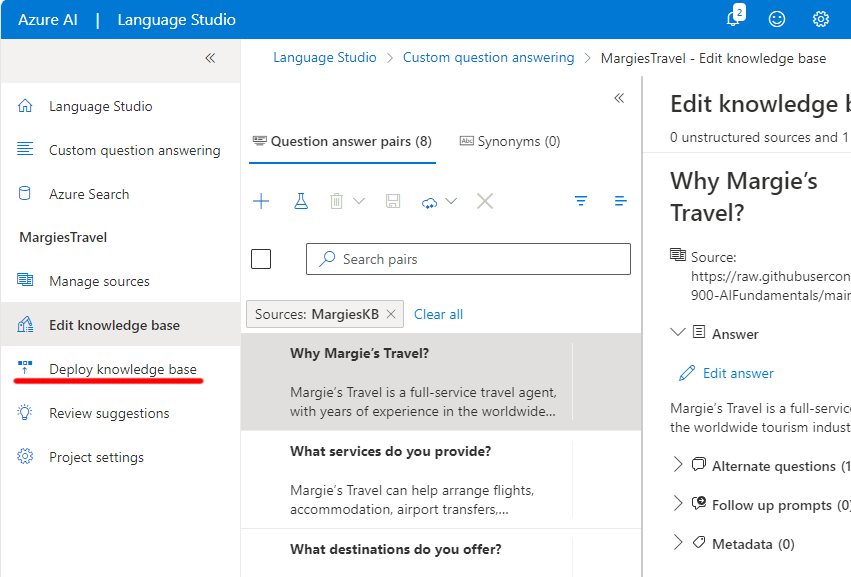 Azure AI | Language Studio
2
Language Studio > Custom question answering > MargiesTravel - Edit knowledge base
Language Studio
Custom question answering
Azure Search
MargiesTravel
Manage sources
Edit knowledge base
Deploy knowledge base
Review suggestions
Project settings
Question answer pairs (8)
Abc Synonyms (0)
Search pairs
Sources: MargiesKB
Clear all
Why Margie’s Travel?
Margie’s Travel is a full-service travel agent,
with years of experience in the worldwide...
What services do you provide?
Margie’s Travel can help arrange flights,
accommodation, airport transfers,...
What destinations do you offer?
Edit knowledge b
0 unstructured sources and 1
Why Margie’s
Travel?
Source:
https://raw.githubusercon
900-AIFundamentals/main
Answer
Edit answer
Margie’s Travel is a full-servic
the worldwide tourism indust
Alternate questions (1
Follow up prompts (0)
Metadata (0)